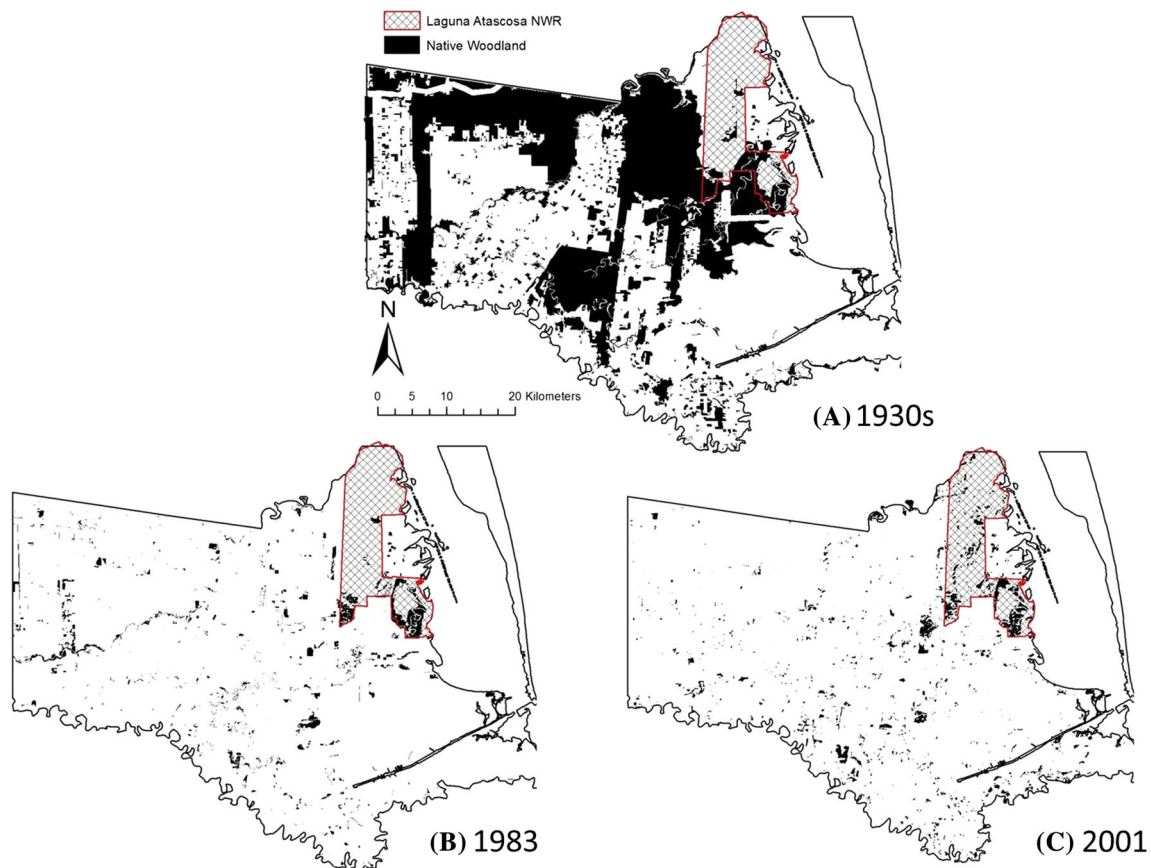 Laguna Atascosa NWR
Native Woodland
N
0 5 10 20 Kilometers
(A) 1930s
(B) 1983
(C) 2001